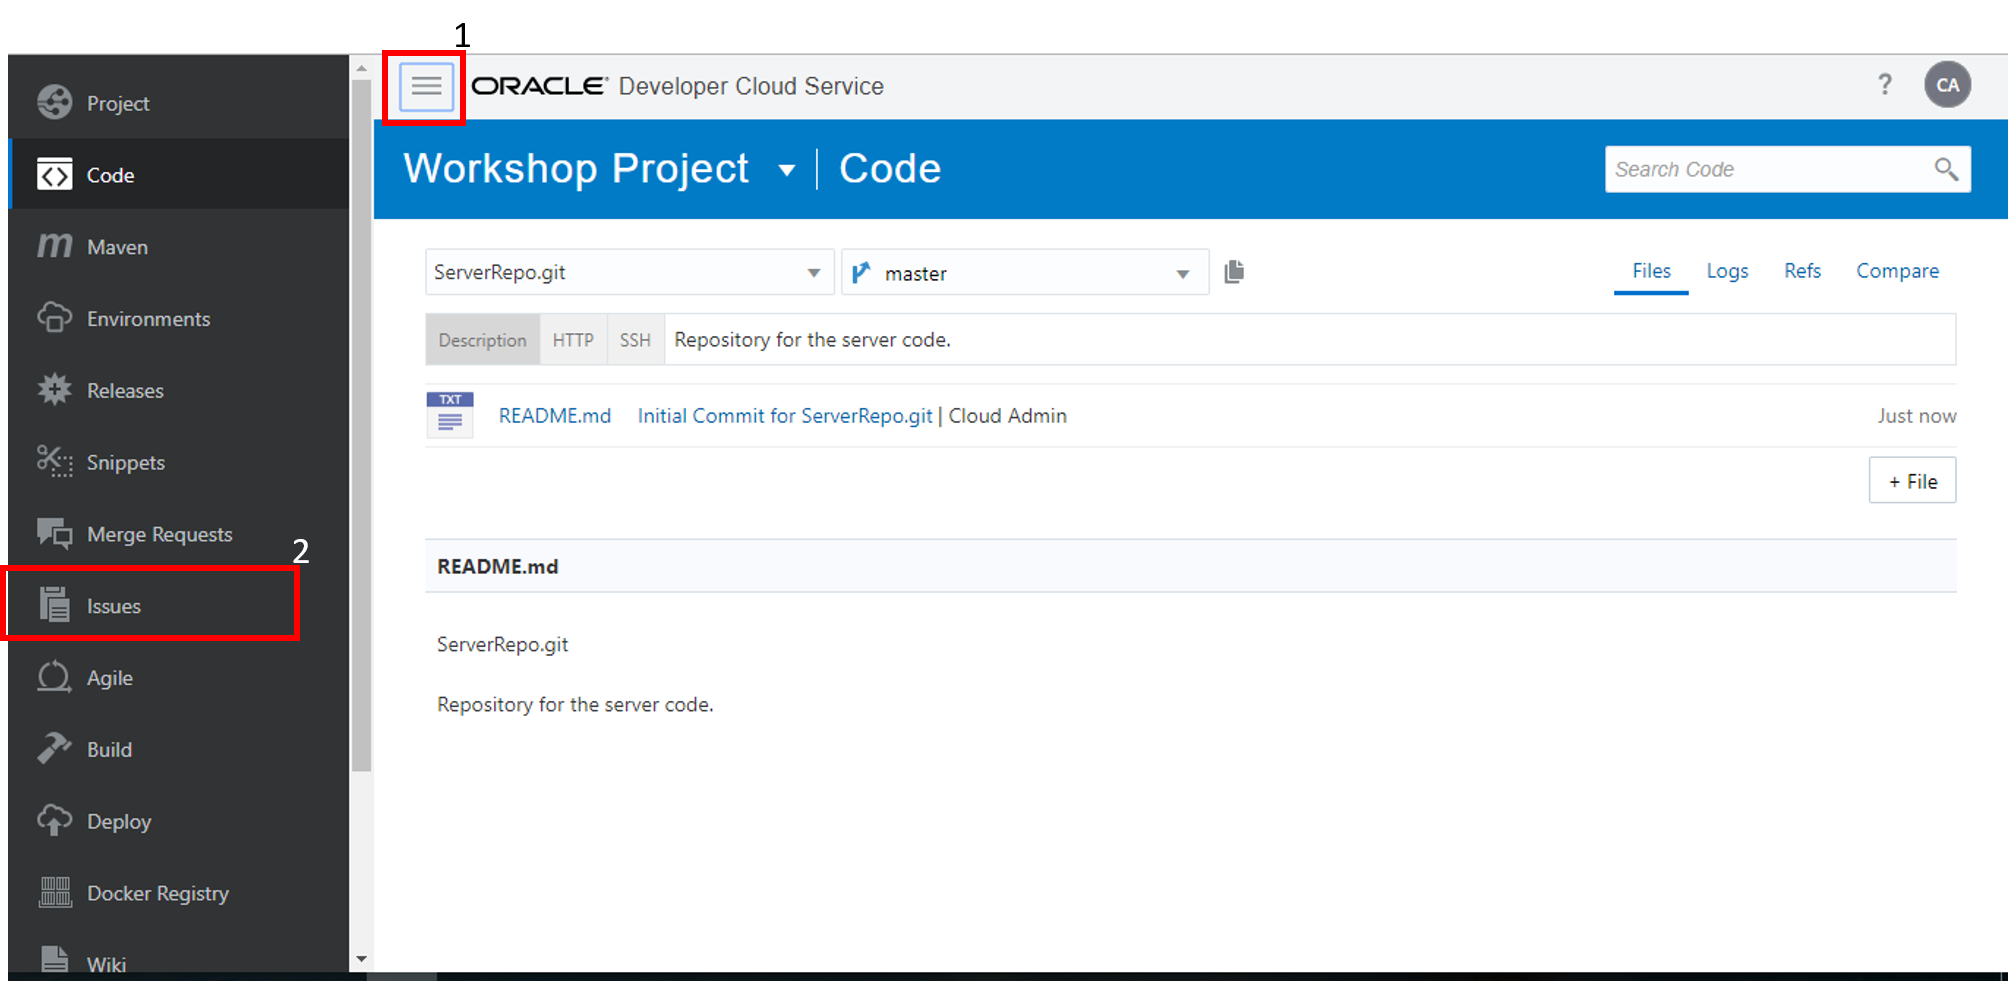 1
ORACLE® Developer Cloud Service
?
CA
Project
Code
Maven
Environments
Releases
Snippets
Merge Requests
2
Issues
Agile
Build
Deploy
Docker Registry
Wiki
Workshop Project | Code
Search Code
ServerRepo.git
master
Files Logs Refs Compare
Description HTTP SSH Repository for the server code.
TXT
README.md Initial Commit for ServerRepo.git | Cloud Admin Just now
+ File
README.md
ServerRepo.git
Repository for the server code.